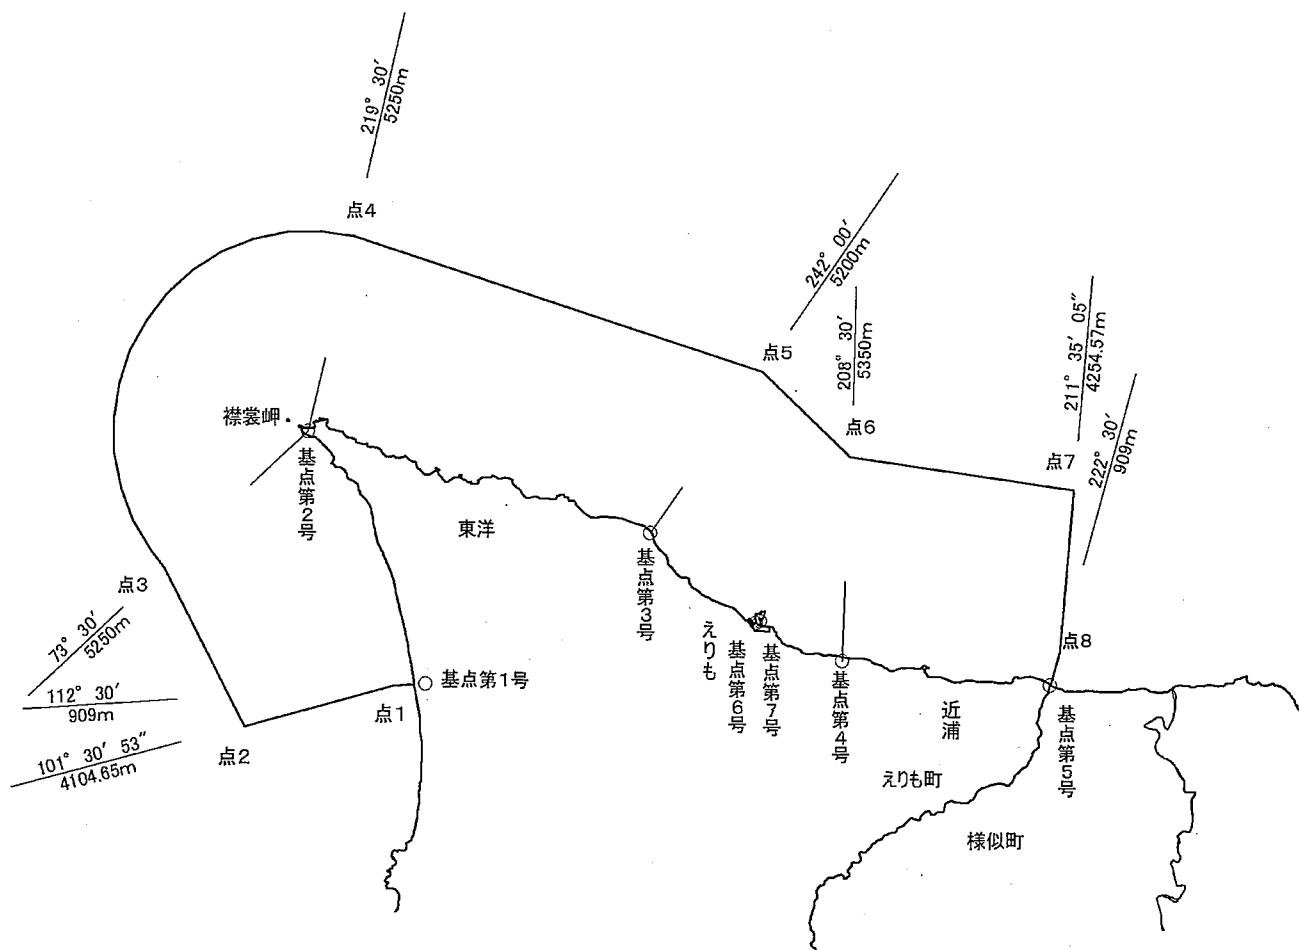 219° 30′
5250m
点4
242° 00′
5200m
点5
208° 30′
5350m
点6
211° 35′ 05″
4254.57m
点7
222° 30′
909m
襟裳岬
基点第2号
東洋
基点第3号
点3
73° 30′
5250m
112° 30′
909m
101° 30′ 53″
4104.65m
点2
点1
基点第1号
えりも
基点第6号
基点第7号
基点第4号
近浦
点8
基点第5号
えりも町
様似町